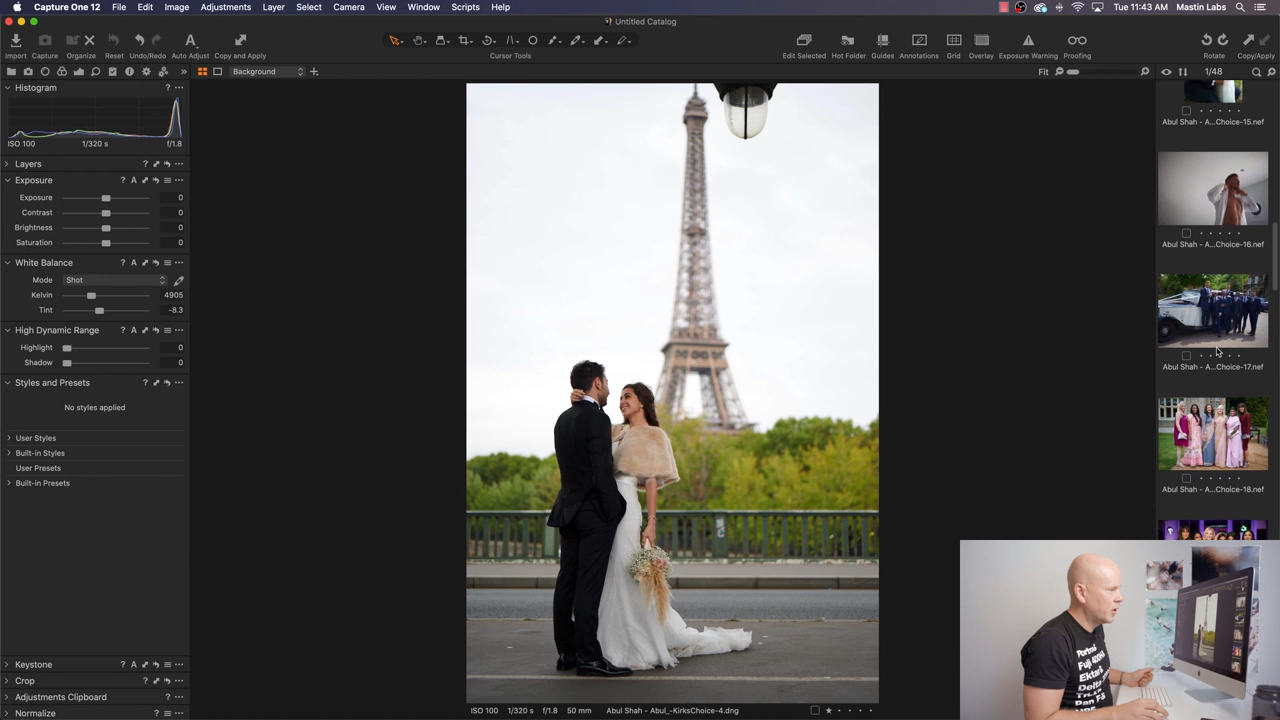 Capture One 12 File Edit Image Adjustments Layer Select Camera View Window Scripts Help Tue 11:43 AM Mastin Labs
Untitled Catalog
Import Capture Organize Reset Undo/Redo Auto Adjust Copy and Apply Cursor Tools Edit Selected Hot Folder Guides Annotations Grid Overlay Exposure Warning Proofing Rotate Copy/Apply
Background
Fit
1/48
Histogram
ISO 100 1/320 s f/1.8
Layers
Exposure
Exposure 0
Contrast 0
Brightness 0
Saturation 0
White Balance
Mode Shot
Kelvin 4905
Tint -8.3
High Dynamic Range
Highlight 0
Shadow 0
Styles and Presets
No styles applied
User Styles
Built-in Styles
User Presets
Built-in Presets
Keystone
Crop
Adjustments Clipboard
Normalize
ISO 100 1/320 s f/1.8 50 mm Abul Shah - Abul_-KirksChoice-4.dng
Abul Shah - A...Choice-15.nef
Abul Shah - A...Choice-16.nef
Abul Shah - A...Choice-17.nef
Abul Shah - A...Choice-18.nef
Portra
Fuji 400H
Ektar
Delta